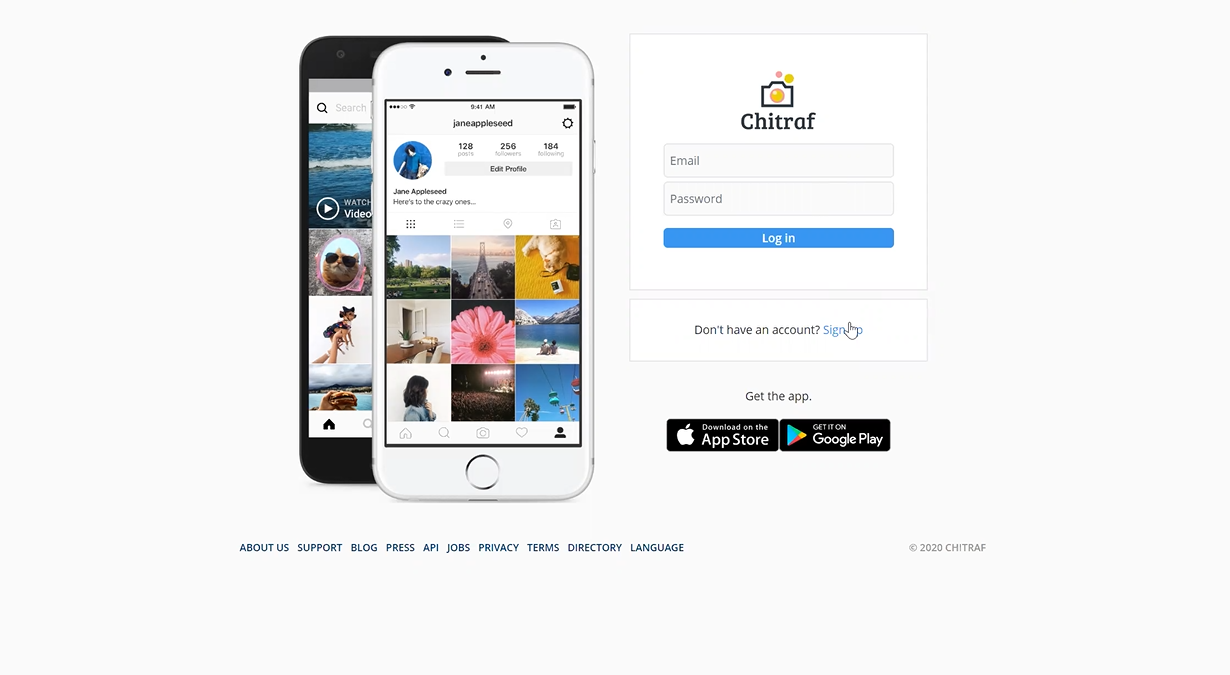 Search
WATCH
Video
9:41 AM
janeappleseed
128 256 184
posts followers following
Edit Profile
Jane Appleseed
Here's to the crazy ones...
Chitraf
Email
Password
Log in
Don't have an account? Sign up
Get the app.
Download on the
App Store
GET IT ON
Google Play
ABOUT US SUPPORT BLOG PRESS API JOBS PRIVACY TERMS DIRECTORY LANGUAGE
© 2020 CHITRAF